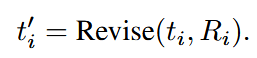 t′ᵢ = Revise(tᵢ, Rᵢ).